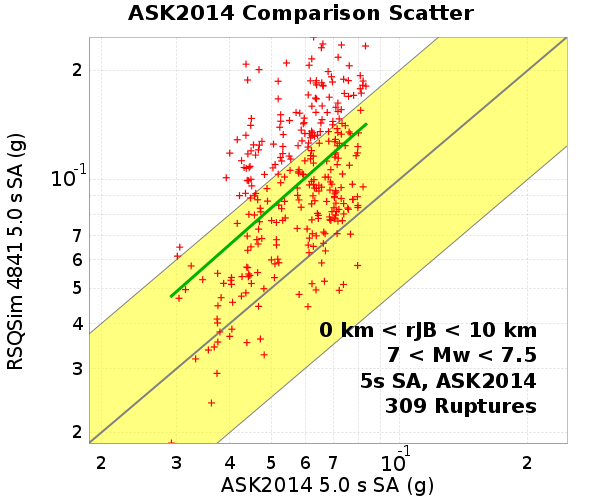 ASK2014 Comparison Scatter
RSQSim 4841 5.0 s SA (g)
2
10-1
7
6
5
4
3
2
0 km < rJB < 10 km
7 < Mw < 7.5
5s SA, ASK2014
309 Ruptures
2 3 4 5 6 7 10-1 2
ASK2014 5.0 s SA (g)